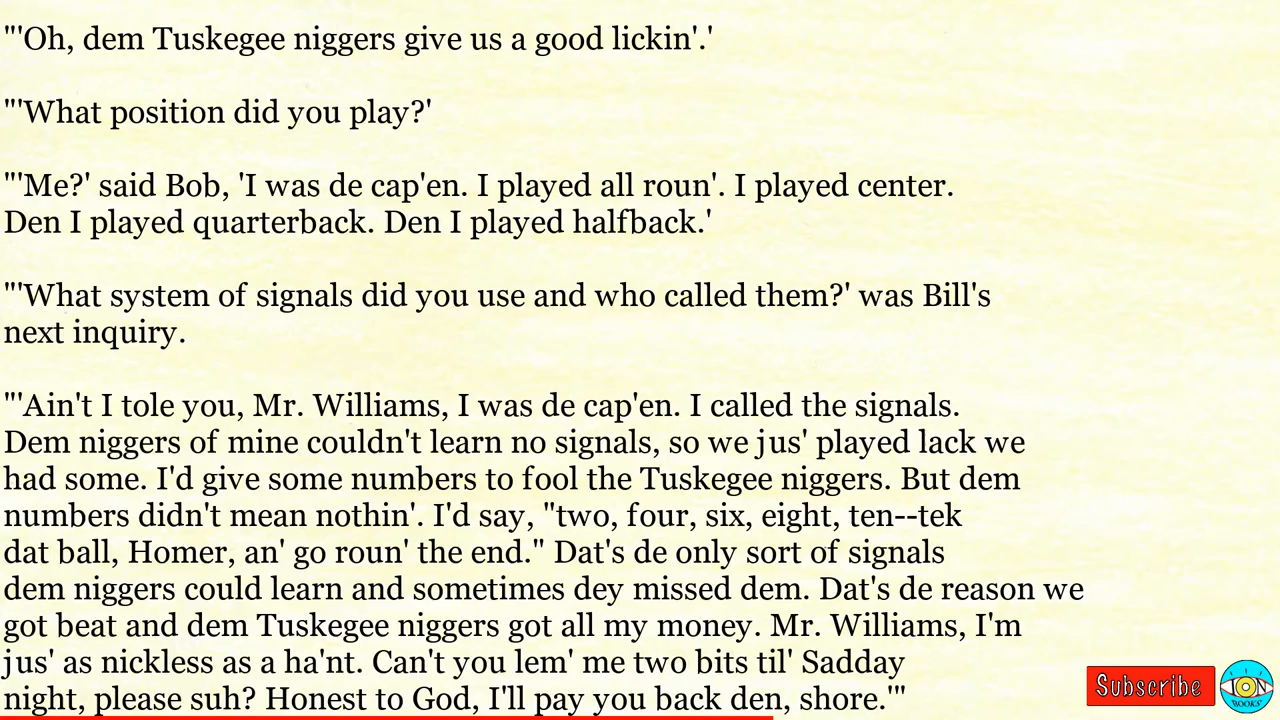 "'Oh, dem Tuskegee niggers give us a good lickin'.'
"'What position did you play?'
"'Me?' said Bob, 'I was de cap'en. I played all roun'. I played center.
Den I played quarterback. Den I played halfback.'
"'What system of signals did you use and who called them?' was Bill's
next inquiry.
"'Ain't I tole you, Mr. Williams, I was de cap'en. I called the signals.
Dem niggers of mine couldn't learn no signals, so we jus' played lack we
had some. I'd give some numbers to fool the Tuskegee niggers. But dem
numbers didn't mean nothin'. I'd say, "two, four, six, eight, ten--tek
dat ball, Homer, an' go roun' the end." Dat's de only sort of signals
dem niggers could learn and sometimes dey missed dem. Dat's de reason we
got beat and dem Tuskegee niggers got all my money. Mr. Williams, I'm
jus' as nickless as a ha'nt. Can't you lem' me two bits til' Sadday
night, please suh? Honest to God, I'll pay you back den, shore.'"
Subscribe
ION
BOOKS